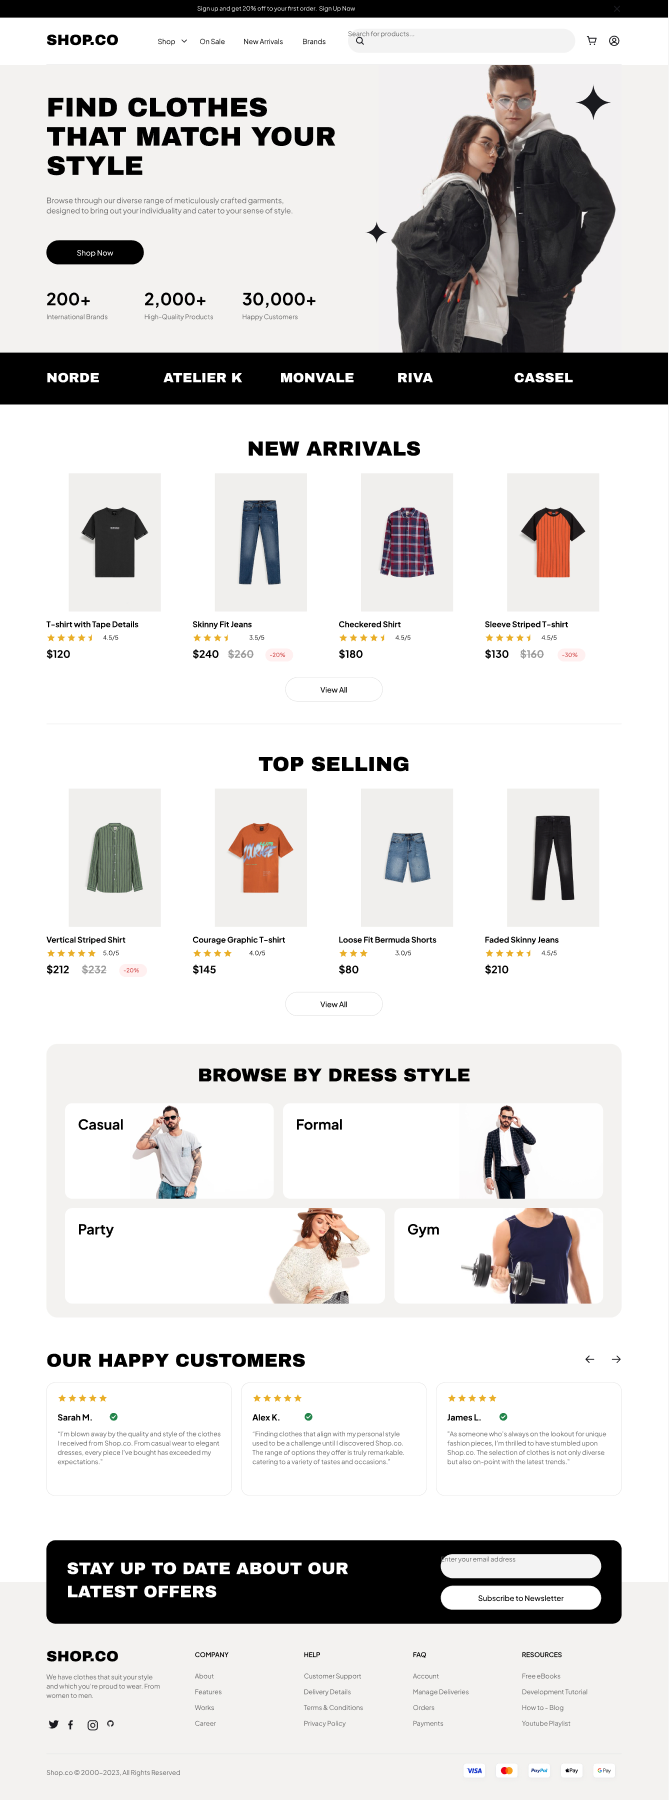 Sign up and get 20% off to your first order. Sign Up Now
SHOP.CO
Shop
On Sale
New Arrivals
Brands
Search for products...
FIND CLOTHES
THAT MATCH YOUR
STYLE
Browse through our diverse range of meticulously crafted garments,
designed to bring out your individuality and cater to your sense of style.
Shop Now
200+
International Brands
2,000+
High-Quality Products
30,000+
Happy Customers
NORDE
ATELIER K
MONVALE
RIVA
CASSEL
NEW ARRIVALS
T-shirt with Tape Details
4.5/5
$120
Skinny Fit Jeans
3.5/5
$240 $260 -20%
Checkered Shirt
4.5/5
$180
Sleeve Striped T-shirt
4.5/5
$130 $160 -30%
View All
TOP SELLING
Vertical Striped Shirt
5.0/5
$212 $232 -20%
Courage Graphic T-shirt
4.0/5
$145
Loose Fit Bermuda Shorts
3.0/5
$80
Faded Skinny Jeans
4.5/5
$210
View All
BROWSE BY DRESS STYLE
Casual
Formal
Party
Gym
OUR HAPPY CUSTOMERS
Sarah M.
"I'm blown away by the quality and style of the clothes
I received from Shop.co. From casual wear to elegant
dresses, every piece I've bought has exceeded my
expectations."
Alex K.
"Finding clothes that align with my personal style
used to be a challenge until I discovered Shop.co.
The range of options they offer is truly remarkable,
catering to a variety of tastes and occasions."
James L.
"As someone who's always on the lookout for unique
fashion pieces, I'm thrilled to have stumbled upon
Shop.co. The selection of clothes is not only diverse
but also on-point with the latest trends."
STAY UP TO DATE ABOUT OUR
LATEST OFFERS
Enter your email address
Subscribe to Newsletter
SHOP.CO
We have clothes that suit your style
and which you're proud to wear. From
women to men
COMPANY
About
Features
Works
Career
HELP
Customer Support
Delivery Details
Terms & Conditions
Privacy Policy
FAQ
Account
Manage Deliveries
Orders
Payments
RESOURCES
Free eBooks
Development Tutorial
How to - Blog
Youtube Playlist
Shop.co © 2000-2023, All Rights Reserved
VISA
PayPal
Pay
G Pay